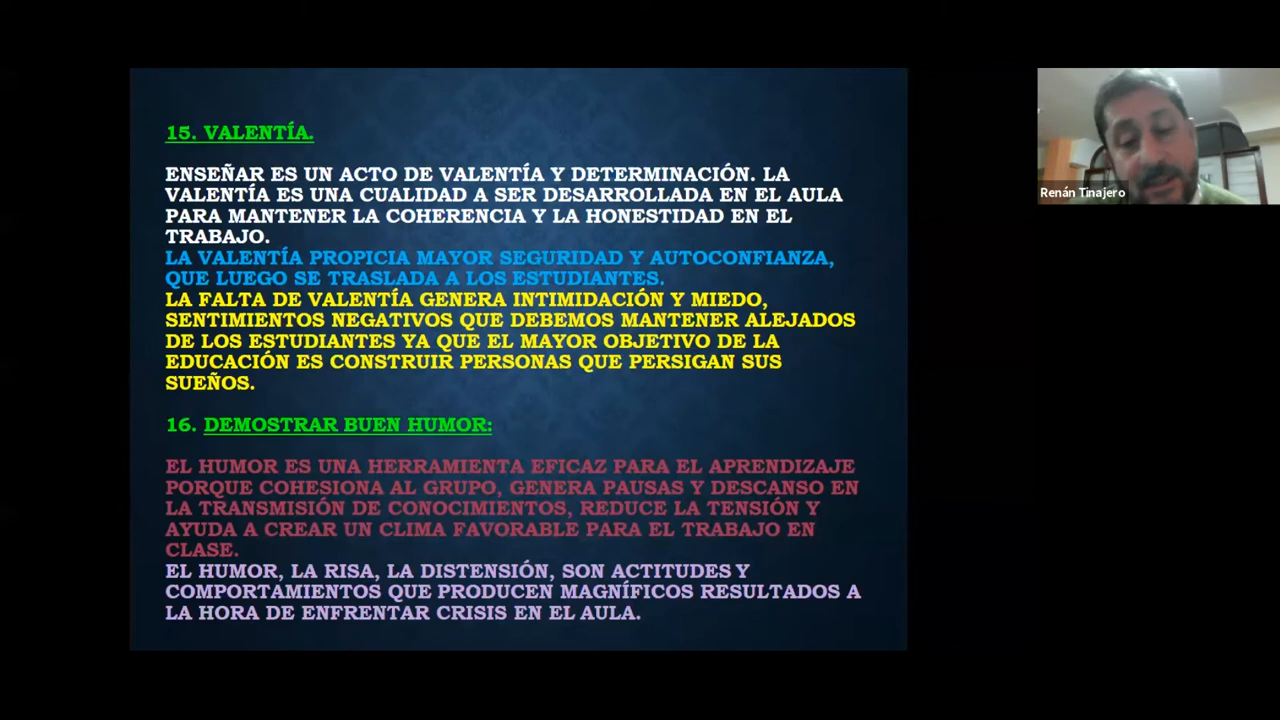 15. VALENTÍA.
ENSEÑAR ES UN ACTO DE VALENTÍA Y DETERMINACIÓN. LA
VALENTÍA ES UNA CUALIDAD A SER DESARROLLADA EN EL AULA
PARA MANTENER LA COHERENCIA Y LA HONESTIDAD EN EL
TRABAJO.
LA VALENTÍA PROPICIA MAYOR SEGURIDAD Y AUTOCONFIANZA,
QUE LUEGO SE TRASLADA A LOS ESTUDIANTES.
LA FALTA DE VALENTÍA GENERA INTIMIDACIÓN Y MIEDO,
SENTIMIENTOS NEGATIVOS QUE DEBEMOS MANTENER ALEJADOS
DE LOS ESTUDIANTES YA QUE EL MAYOR OBJETIVO DE LA
EDUCACIÓN ES CONSTRUIR PERSONAS QUE PERSIGAN SUS
SUEÑOS.
16. DEMOSTRAR BUEN HUMOR:
EL HUMOR ES UNA HERRAMIENTA EFICAZ PARA EL APRENDIZAJE
PORQUE COHESIONA AL GRUPO, GENERA PAUSAS Y DESCANSO EN
LA TRANSMISIÓN DE CONOCIMIENTOS, REDUCE LA TENSIÓN Y
AYUDA A CREAR UN CLIMA FAVORABLE PARA EL TRABAJO EN
CLASE.
EL HUMOR, LA RISA, LA DISTENSIÓN, SON ACTITUDES Y
COMPORTAMIENTOS QUE PRODUCEN MAGNÍFICOS RESULTADOS A
LA HORA DE ENFRENTAR CRISIS EN EL AULA.
Renán Tinajero